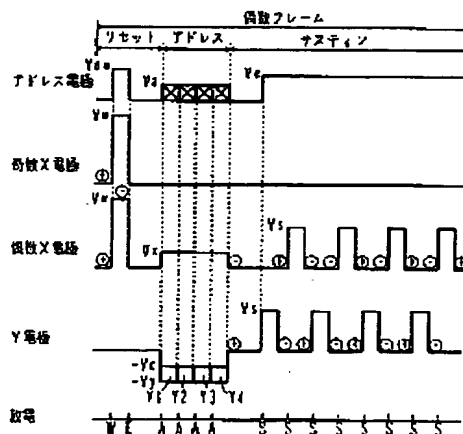 偶数フレーム
リセット アドレス サスティン
アドレス電極 Vaw Va Ve
奇数X電極 Vw
偶数X電極 Vw Vx Vs
Y電極 Vs
-Vc
-Vy
Y1 Y2 Y3 Y4
放電 W E A A A A S S S S S S S S